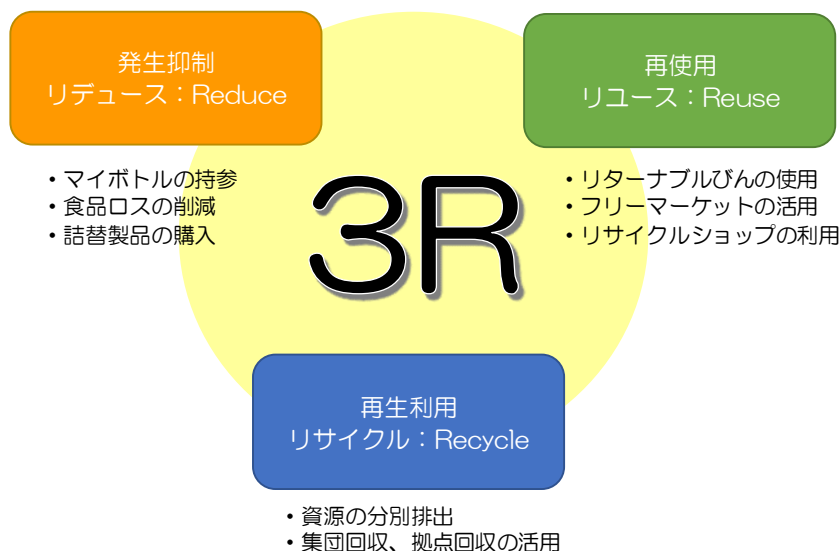 発生抑制
リデュース：Reduce
・マイボトルの持参
・食品ロスの削減
・詰替製品の購入
再使用
リユース：Reuse
・リターナブルびんの使用
・フリーマーケットの活用
・リサイクルショップの利用
3R
再生利用
リサイクル：Recycle
・資源の分別排出
・集団回収、拠点回収の活用